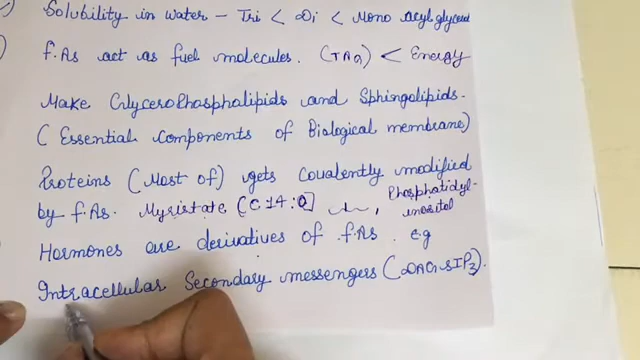 Solubility in water - Tri < Di < Mono acyl glycerol
f.As act as fuel molecules. (TAG) < Energy
Make Glycerophospholipids and Sphingolipids.
(Essential components of Biological membrane)
Proteins (Most of) gets covalently modified
by f.As. Myristate [C14:0] , Phosphatidyl-inositol
Hormones are derivatives of f.As e.g
Intracellular Secondary messengers (DAG, IP3).